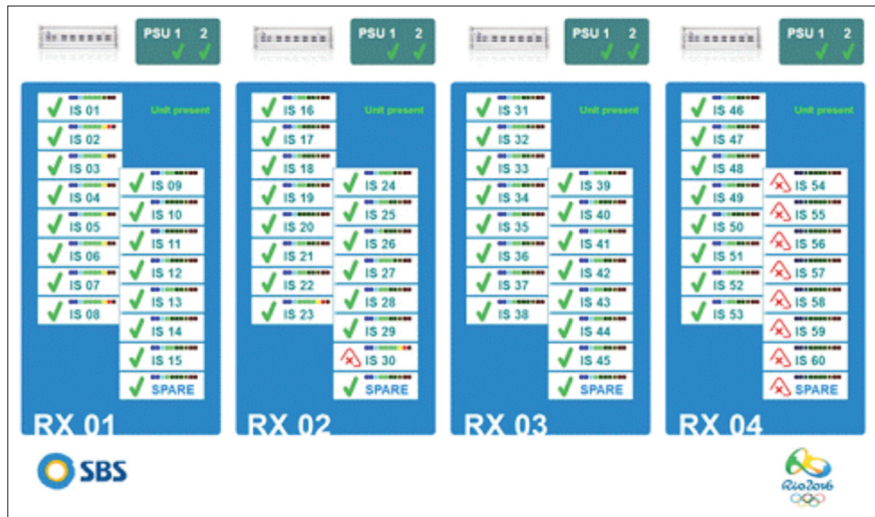 PSU 1 2
PSU 1 2
PSU 1 2
PSU 1 2
Unit present
IS 01
IS 02
IS 03
IS 04
IS 05
IS 06
IS 07
IS 08
IS 09
IS 10
IS 11
IS 12
IS 13
IS 14
IS 15
SPARE
RX 01
Unit present
IS 16
IS 17
IS 18
IS 19
IS 20
IS 21
IS 22
IS 23
IS 24
IS 25
IS 26
IS 27
IS 28
IS 29
IS 30
SPARE
RX 02
Unit present
IS 31
IS 32
IS 33
IS 34
IS 35
IS 36
IS 37
IS 38
IS 39
IS 40
IS 41
IS 42
IS 43
IS 44
IS 45
SPARE
RX 03
Unit present
IS 46
IS 47
IS 48
IS 49
IS 50
IS 51
IS 52
IS 53
IS 54
IS 55
IS 56
IS 57
IS 58
IS 59
IS 60
SPARE
RX 04
SBS
Rio2016